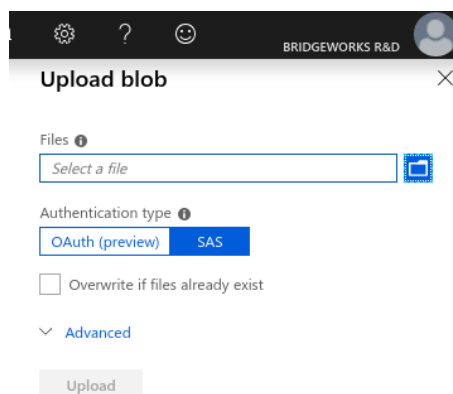 ?
BRIDGEWORKS R&D
Upload blob
Files
Select a file
Authentication type
OAuth (preview) SAS
Overwrite if files already exist
Advanced
Upload